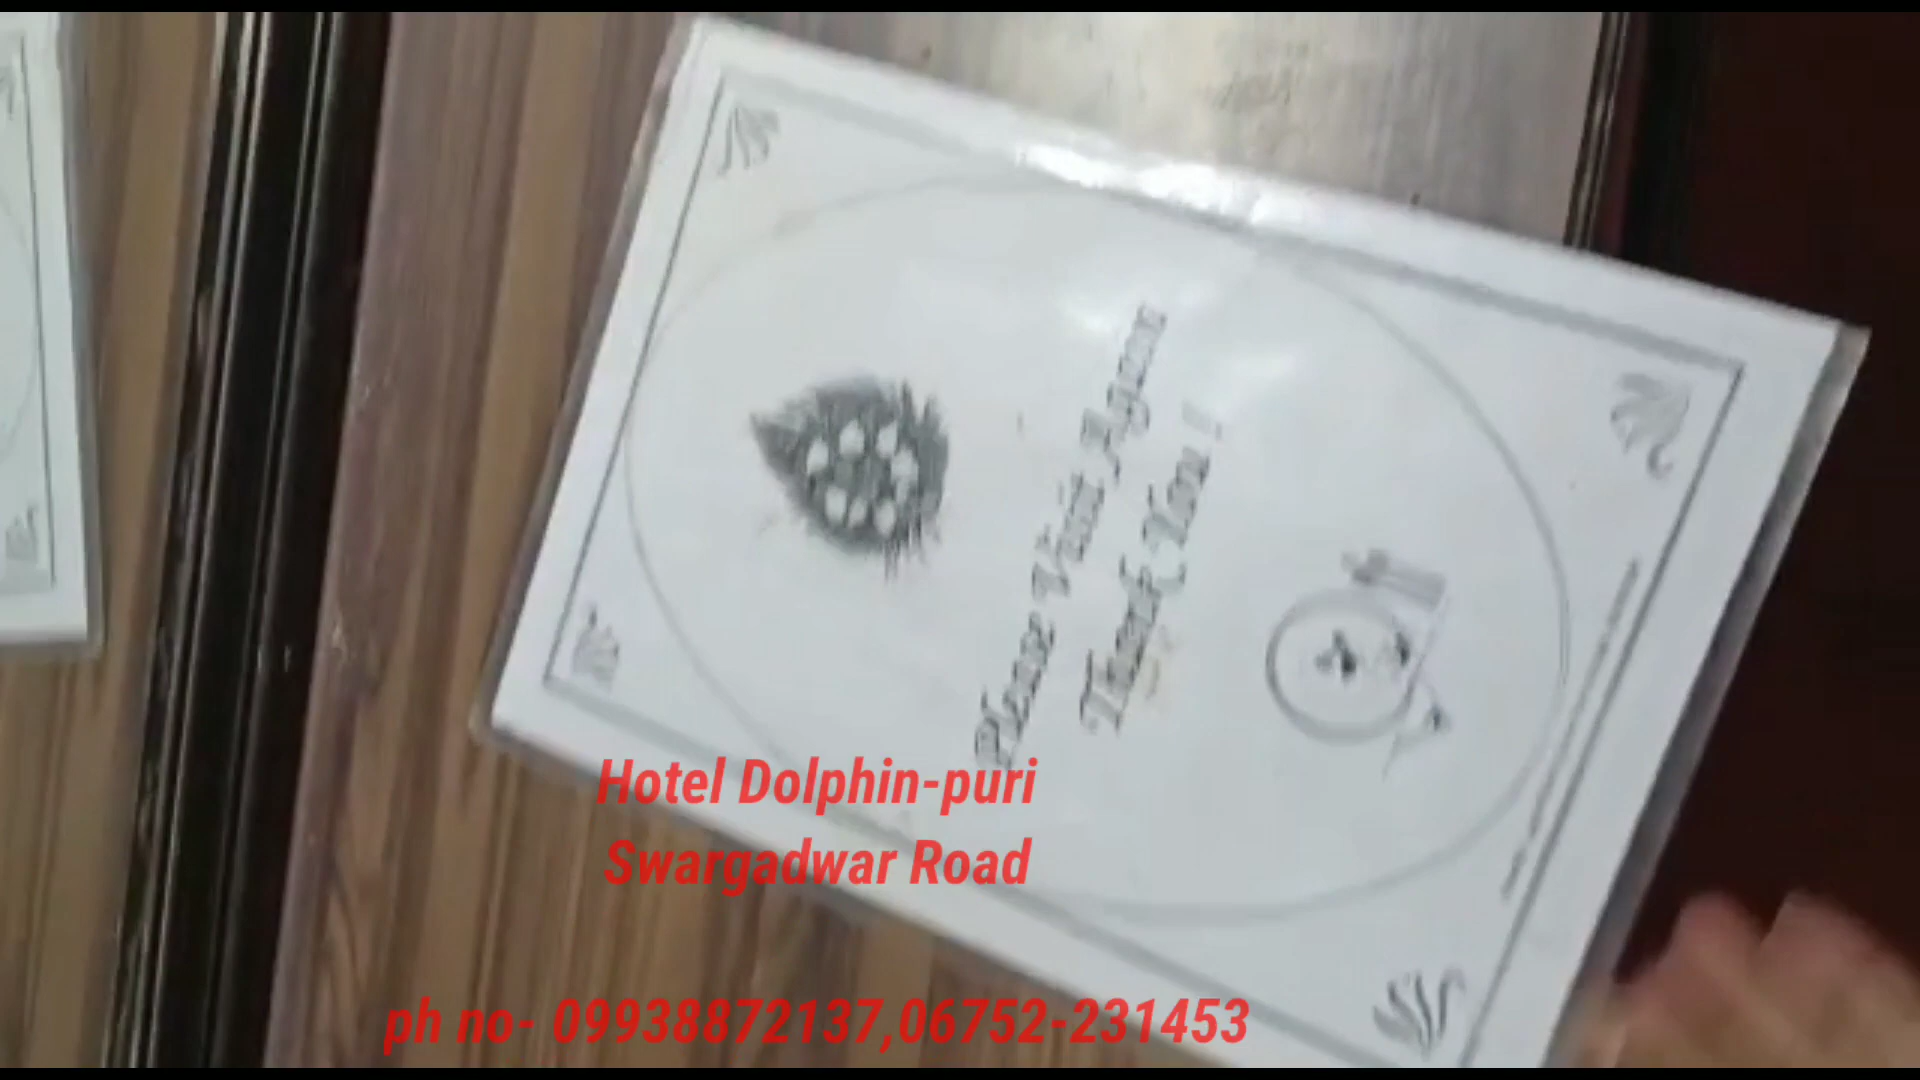 Please Visit Again
Thank You !
Hotel Dolphin-puri
Swargadwar Road
ph no- 09938872137,06752-231453